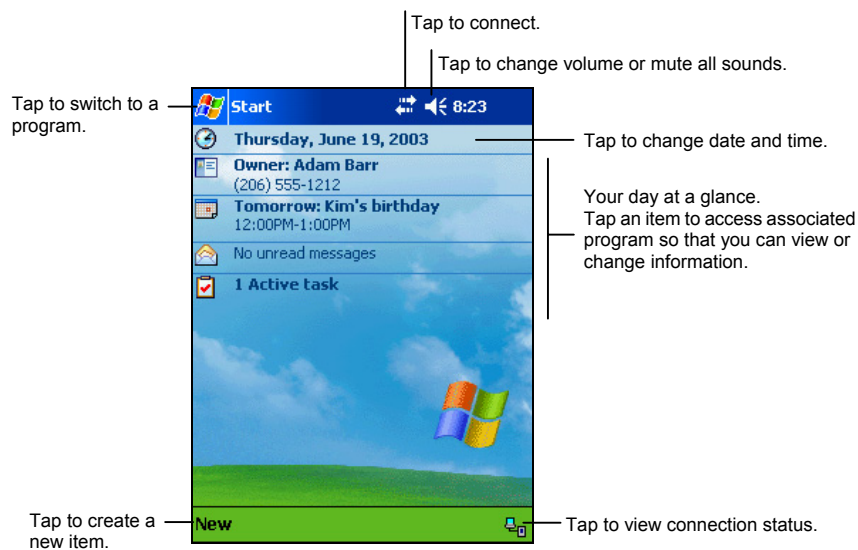 Tap to connect.
Tap to change volume or mute all sounds.
Tap to switch to a
program.
Start
8:23
Thursday, June 19, 2003
Tap to change date and time.
Owner: Adam Barr
(206) 555-1212
Tomorrow: Kim's birthday
12:00PM-1:00PM
No unread messages
1 Active task
Your day at a glance.
Tap an item to access associated
program so that you can view or
change information.
Tap to create a
new item.
New
Tap to view connection status.